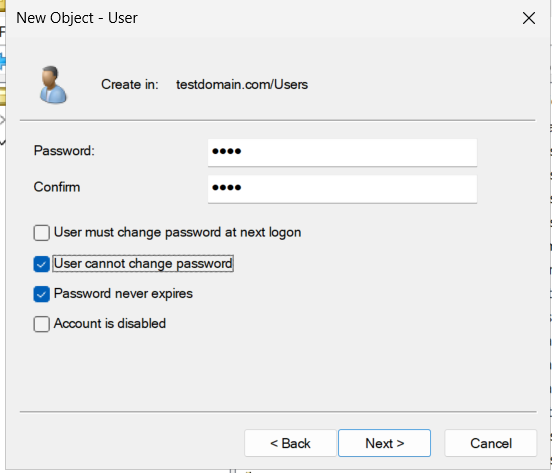 New Object - User
Create in: testdomain.com/Users
Password: ••••
Confirm ••••
User must change password at next logon
User cannot change password
Password never expires
Account is disabled
< Back Next > Cancel